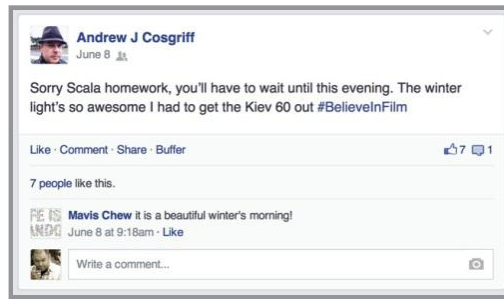 Andrew J Cosgriff
June 8
Sorry Scala homework, you'll have to wait until this evening. The winter
light's so awesome I had to get the Kiev 60 out #BelieveInFilm
Like · Comment · Share · Buffer
7 1
7 people like this.
FE IS
Mavis Chew it is a beautiful winter's morning!
June 8 at 9:18am · Like
Write a comment...